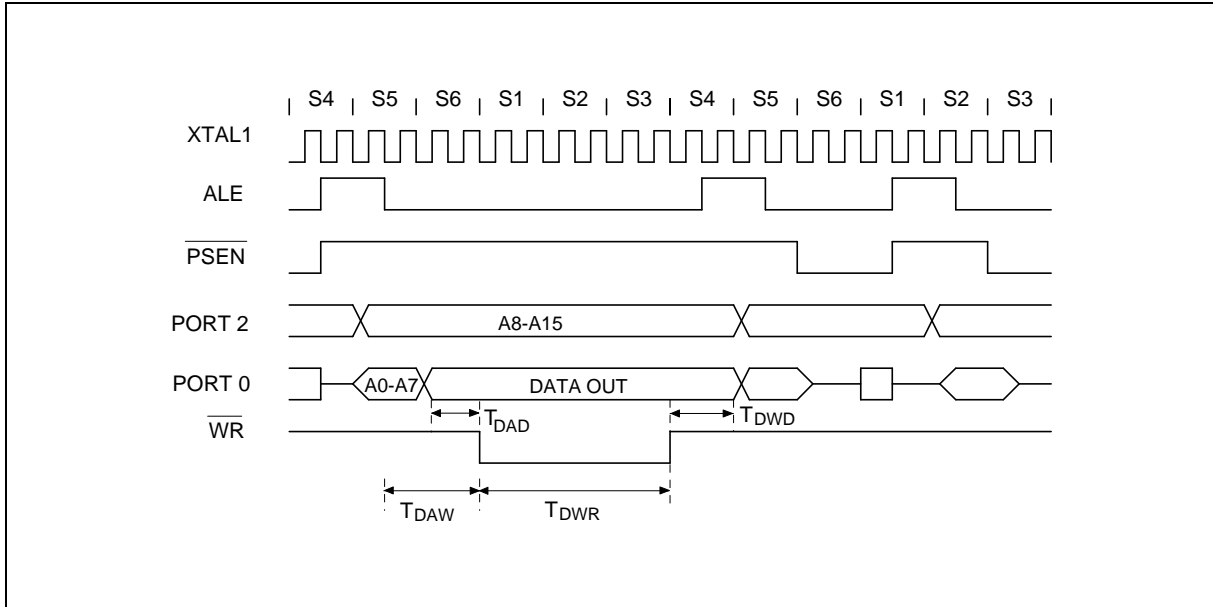 S4 S5 S6 S1 S2 S3 S4 S5 S6 S1 S2 S3
XTAL1
ALE
PSEN
PORT 2
A8-A15
PORT 0
A0-A7
DATA OUT
TDAD
TDWD
WR
TDAW
TDWR